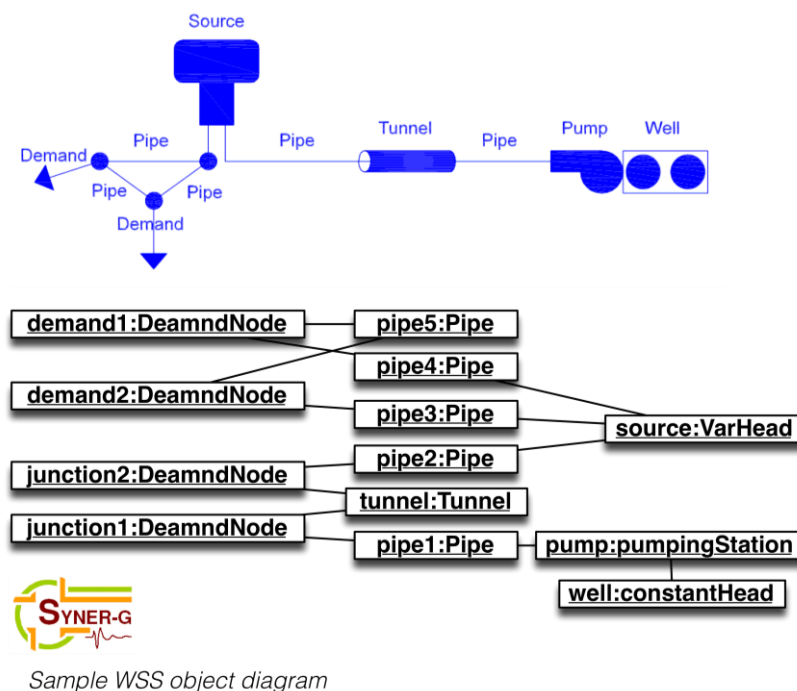 Source
Pipe Pipe Tunnel Pipe Pump Well
Demand
Pipe Pipe
Demand
demand1:DeamndNode pipe5:Pipe
pipe4:Pipe
demand2:DeamndNode pipe3:Pipe
source:VarHead
junction2:DeamndNode pipe2:Pipe
tunnel:Tunnel
junction1:DeamndNode pipe1:Pipe pump:pumpingStation
well:constantHead
SYNER-G
Sample WSS object diagram